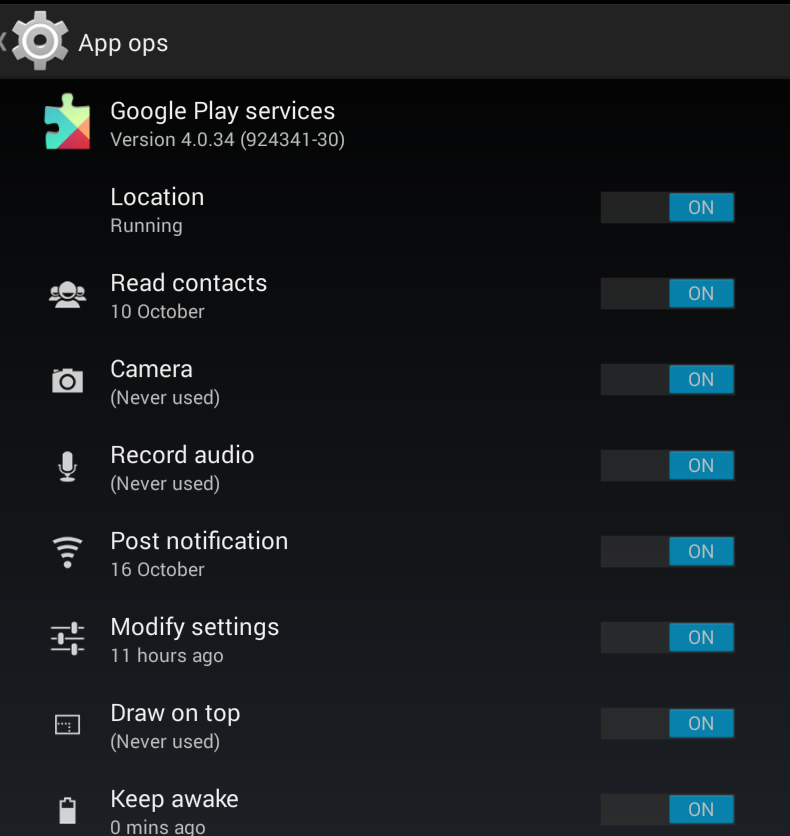 App ops
Google Play services
Version 4.0.34 (924341-30)
Location
ON
Running
Read contacts
ON
10 October
Camera
ON
(Never used)
Record audio
ON
(Never used)
Post notification
ON
16 October
Modify settings
ON
11 hours ago
Draw on top
ON
(Never used)
Keep awake
ON
0 mins ago